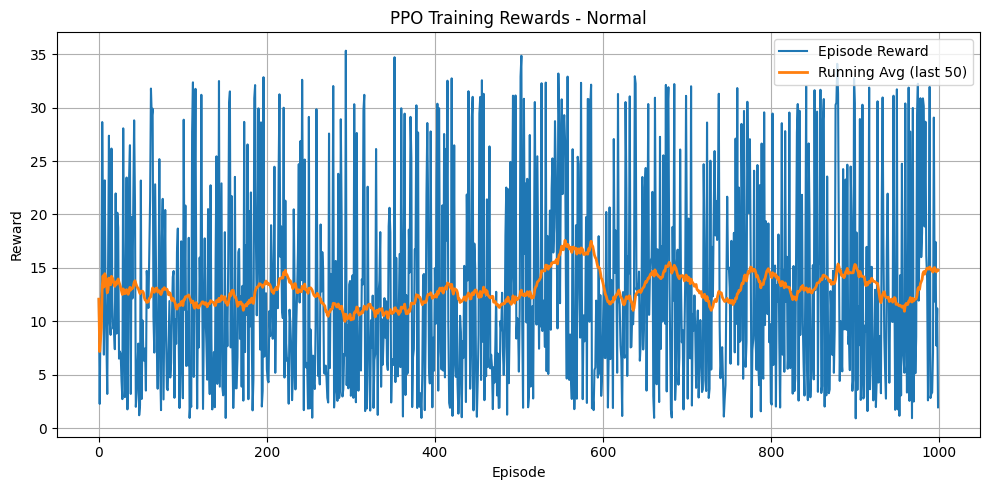 PPO Training Rewards - Normal
Episode Reward
Running Avg (last 50)
Reward
35
30
25
20
15
10
5
0
0 200 400 600 800 1000
Episode